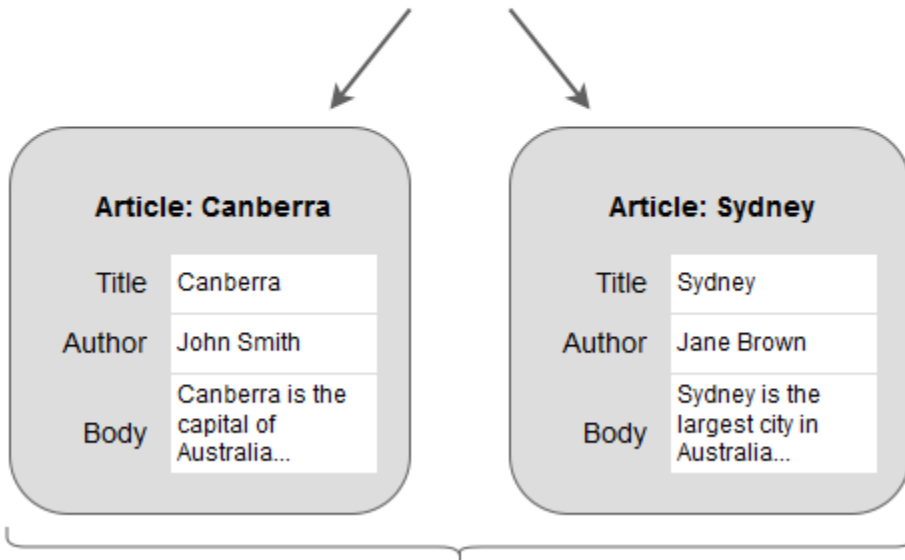 Article: Canberra
Title Canberra
Author John Smith
Body Canberra is the
capital of
Australia...
Article: Sydney
Title Sydney
Author Jane Brown
Body Sydney is the
largest city in
Australia...